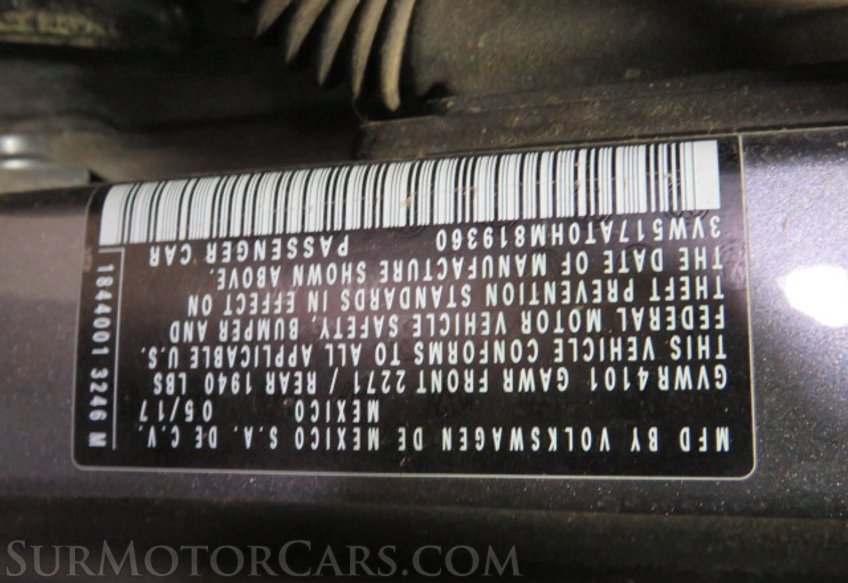 MFD BY VOLKSWAGEN DE MEXICO S.A. DE C.V.
MEXICO 05/17
GVWR4101 GAWR FRONT 2271 / REAR 1940 LBS
THIS VEHICLE CONFORMS TO ALL APPLICABLE U.S.
FEDERAL MOTOR VEHICLE SAFETY, BUMPER AND
THEFT PREVENTION STANDARDS IN EFFECT ON
THE DATE OF MANUFACTURE SHOWN ABOVE.
3VW517AT0HM819360 PASSENGER CAR
1844001 3246 M
SURMOTORCARS.COM